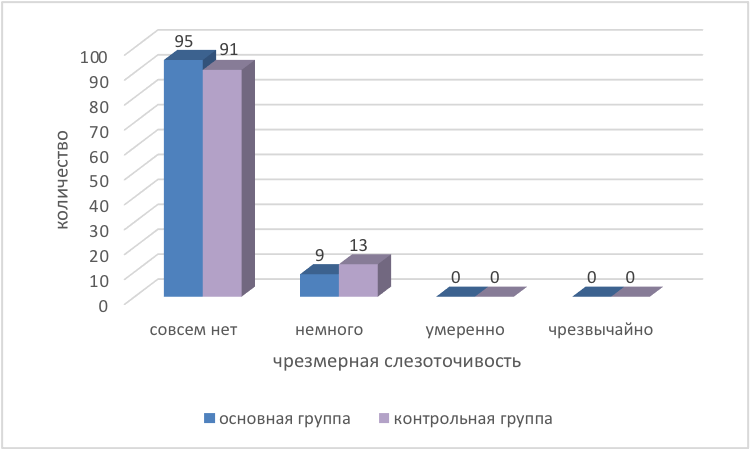 95
91
100
90
80
70
60
50
40
30
20
10
0
9
13
0
0
0
0
количество
совсем нет
немного
умеренно
чрезвычайно
чрезмерная слезоточивость
основная группа
контрольная группа